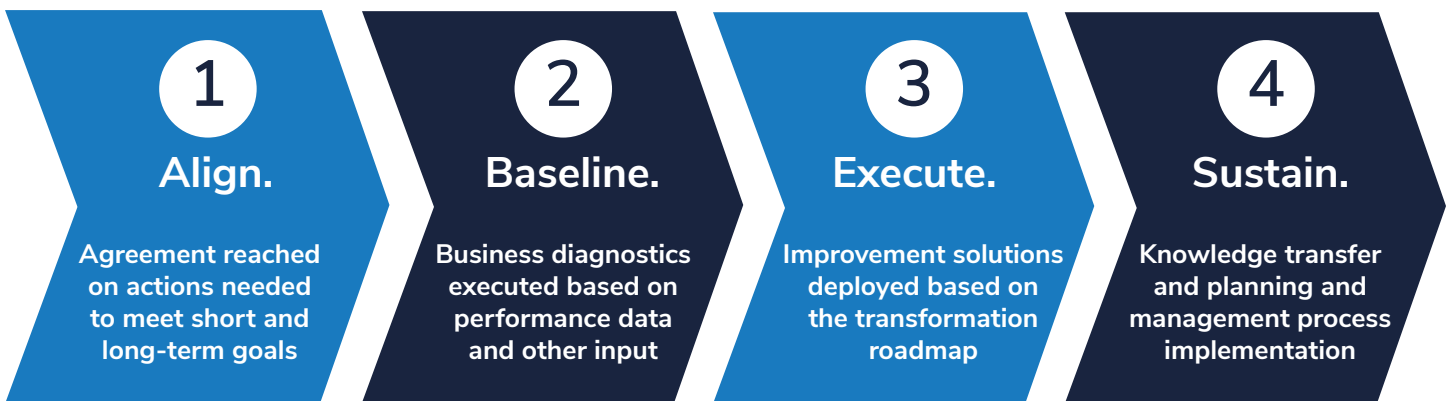 1
Align.
Agreement reached
on actions needed
to meet short and
long-term goals
2
Baseline.
Business diagnostics
executed based on
performance data
and other input
3
Execute.
Improvement solutions
deployed based on
the transformation
roadmap
4
Sustain.
Knowledge transfer
and planning and
management process
implementation